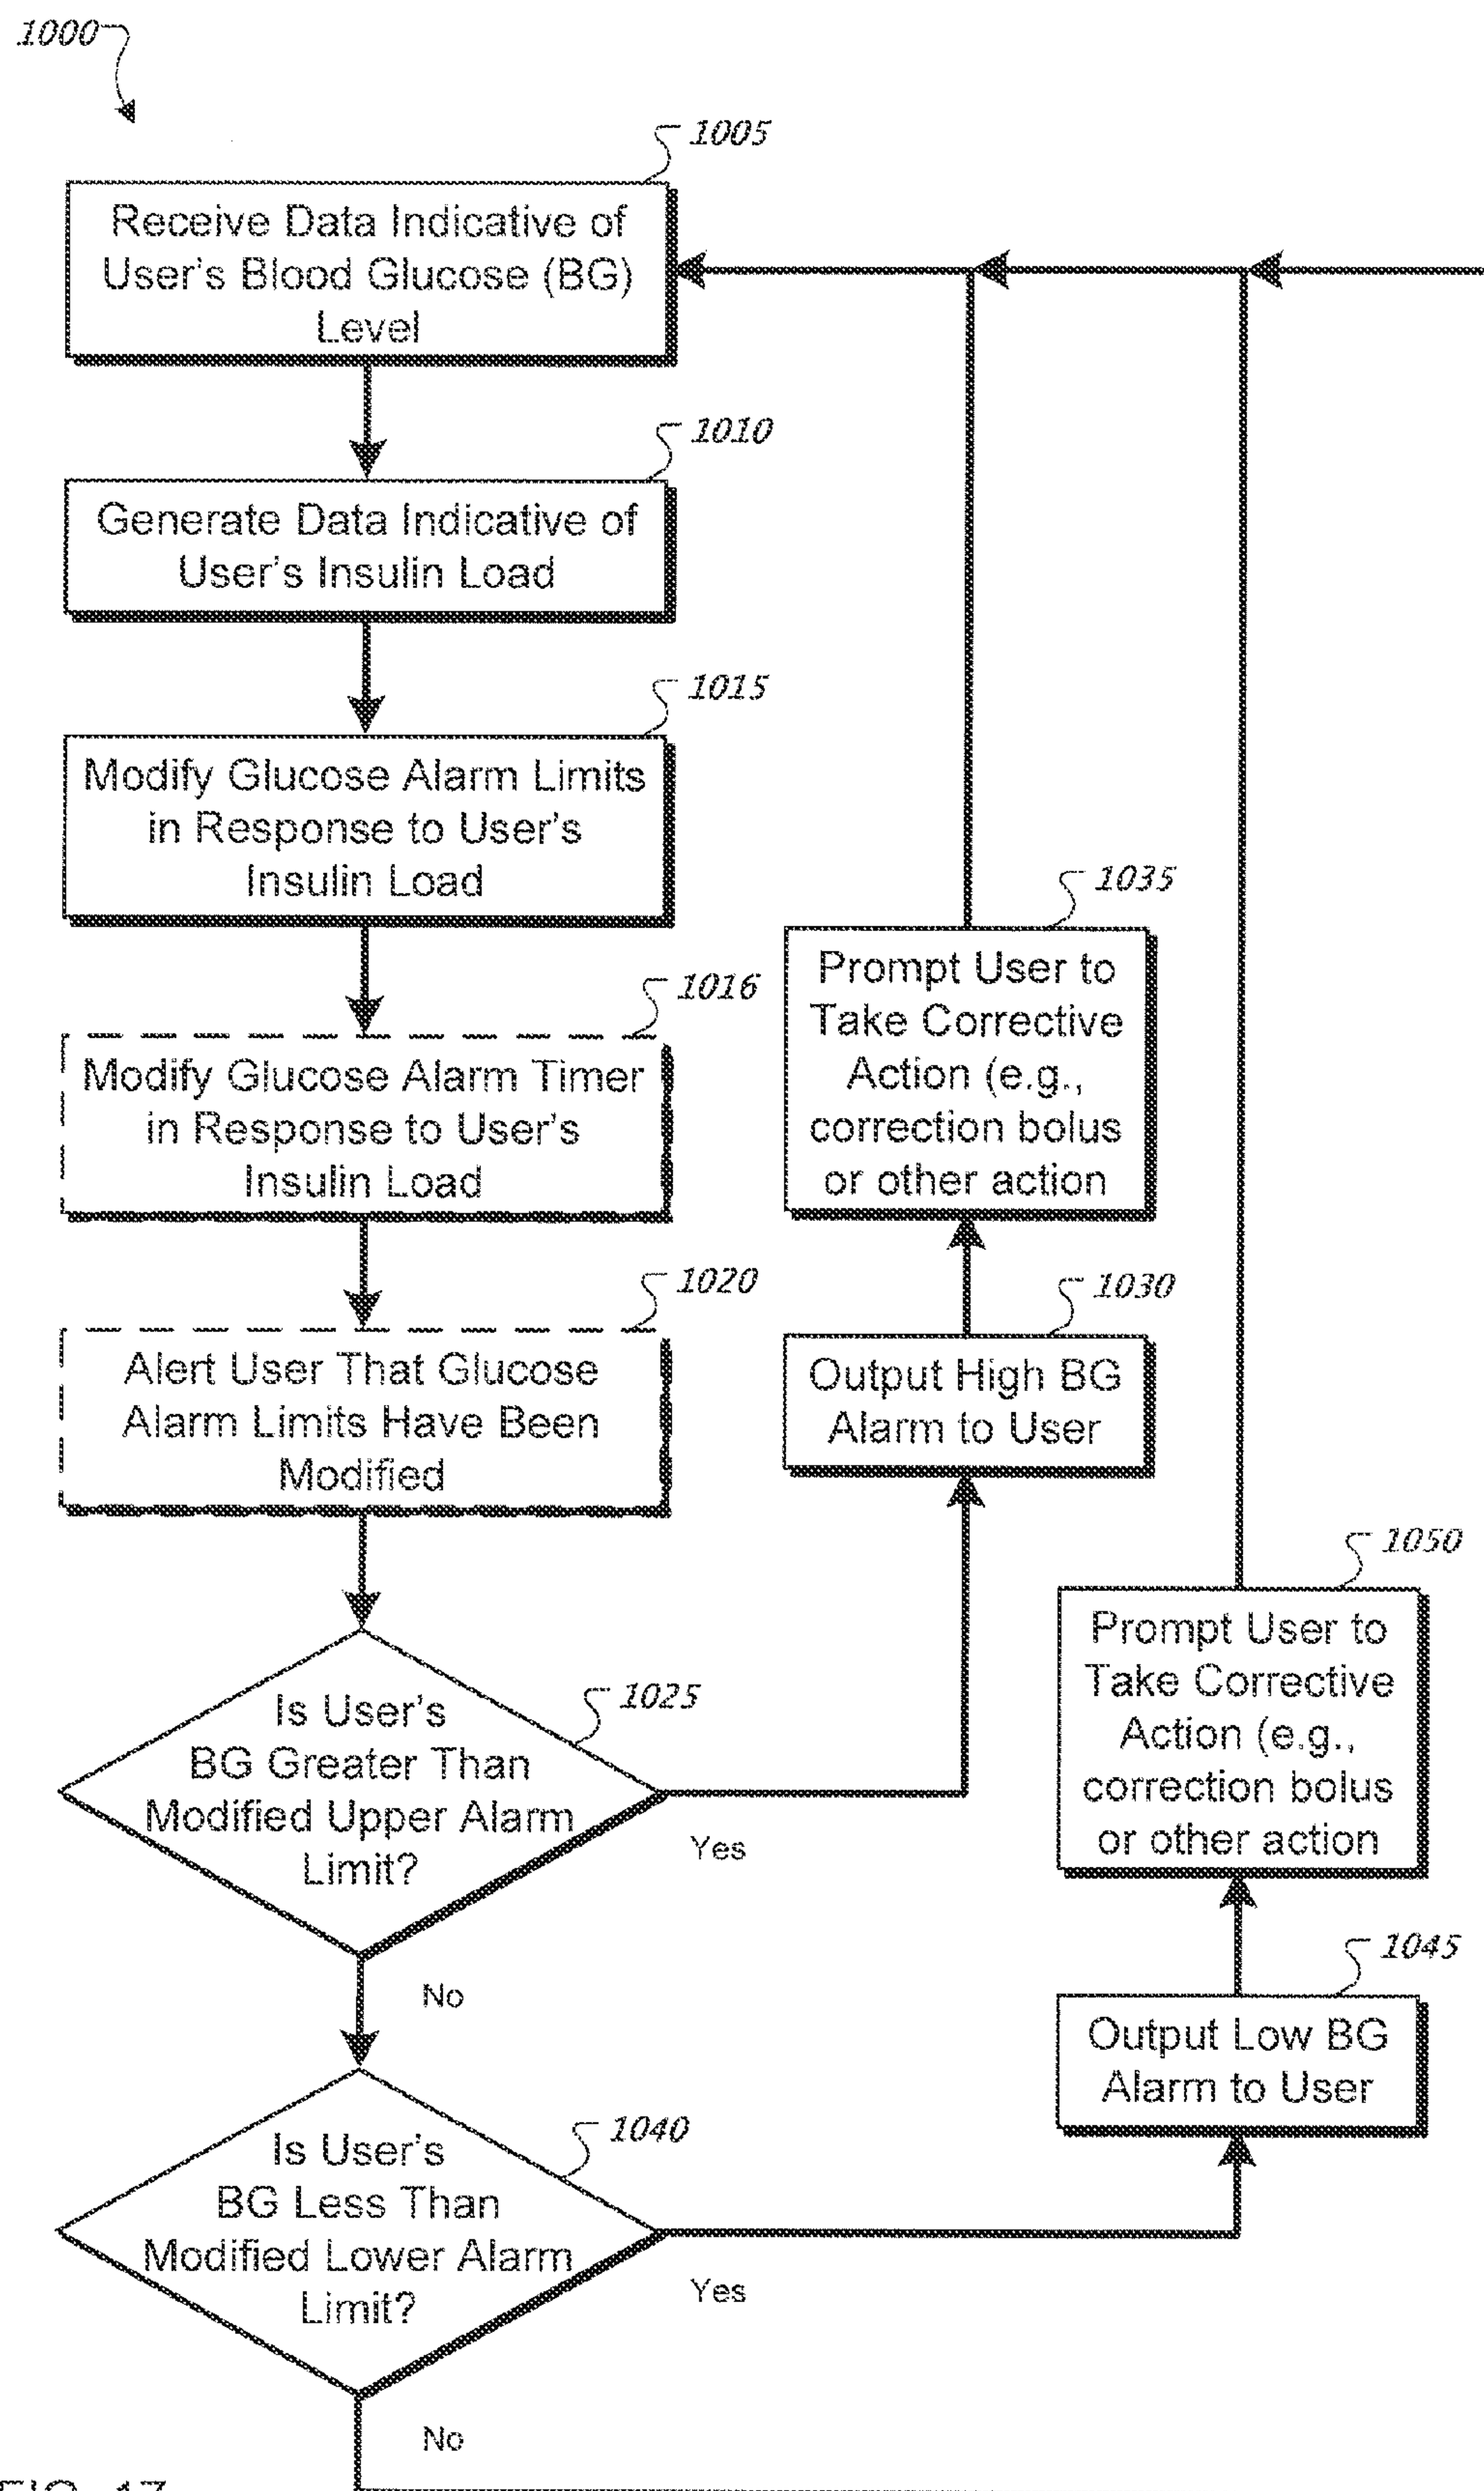 1000
1005
Receive Data Indicative of
User's Blood Glucose (BG)
Level
1010
Generate Data Indicative of
User's Insulin Load
1015
Modify Glucose Alarm Limits
in Response to User's
Insulin Load
1016
Modify Glucose Alarm Timer
in Response to User's
Insulin Load
1020
Alert User That Glucose
Alarm Limits Have Been
Modified
1025
Is User's
BG Greater Than
Modified Upper Alarm
Limit?
Yes
No
1035
Prompt User to
Take Corrective
Action (e.g.,
correction bolus
or other action
1030
Output High BG
Alarm to User
1040
Is User's
BG Less Than
Modified Lower Alarm
Limit?
Yes
No
1050
Prompt User to
Take Corrective
Action (e.g.,
correction bolus
or other action
1045
Output Low BG
Alarm to User